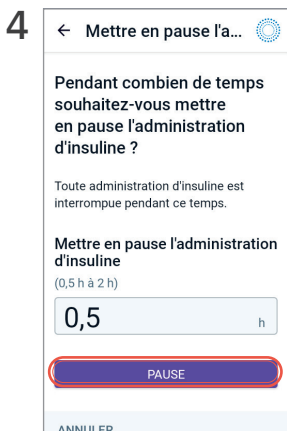 4
← Mettre en pause l'a...
Pendant combien de temps
souhaitez-vous mettre
en pause l'administration
d'insuline ?
Toute administration d'insuline est
interrompue pendant ce temps.
Mettre en pause l'administration
d'insuline
(0,5 h à 2 h)
0,5 h
PAUSE
ANNULER